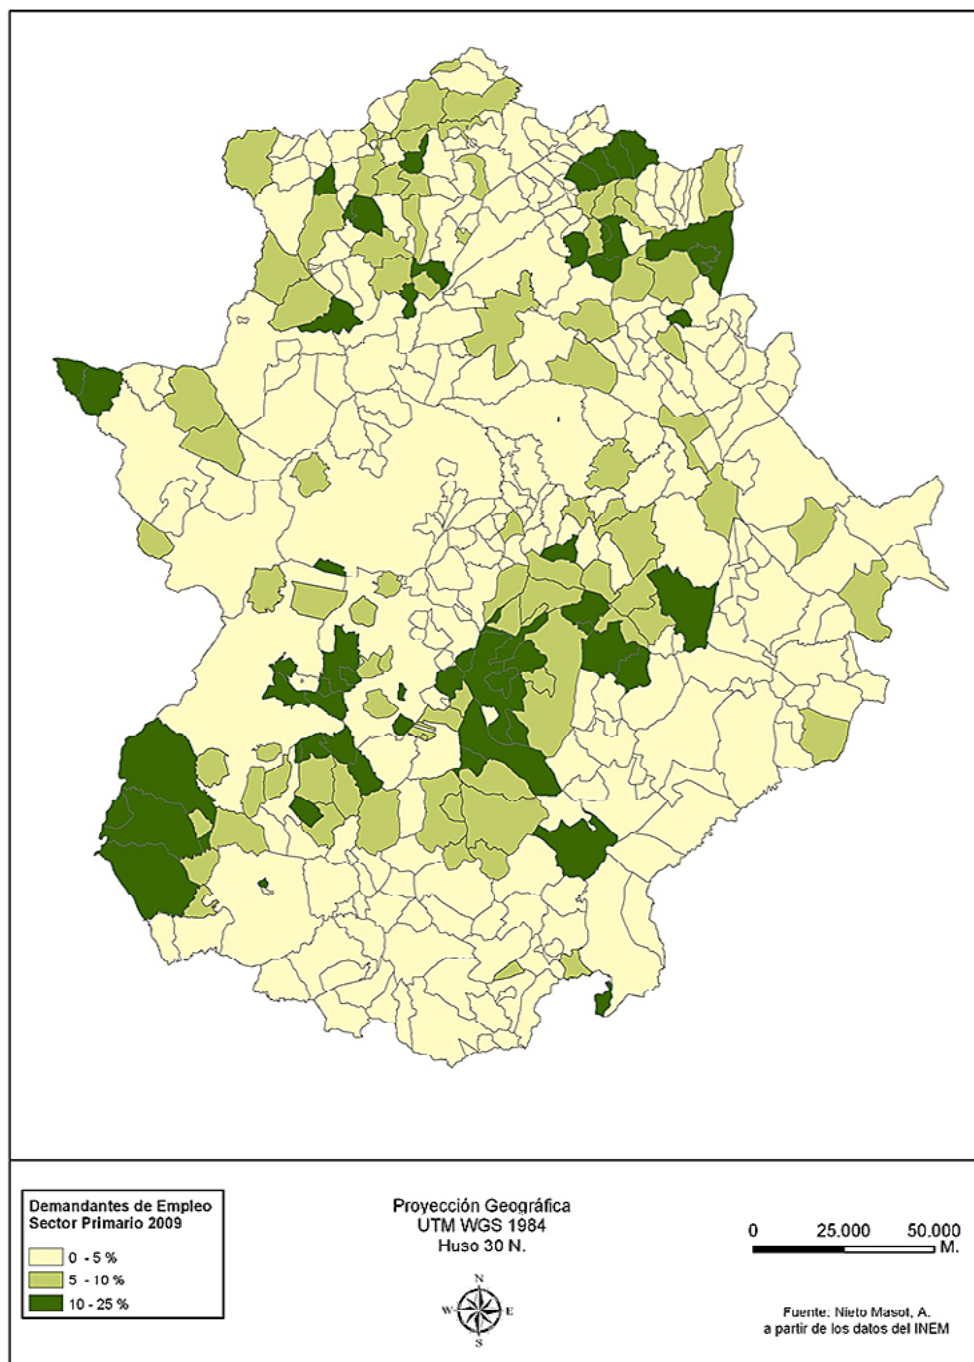 Demandantes de Empleo
Sector Primario 2009
0 - 5 %
5 - 10 %
10 - 25 %
Proyección Geográfica
UTM WGS 1984
Huso 30 N.
N
W E
S
0 25.000 50.000
M.
Fuente: Nieto Masot, A.
a partir de los datos del INEM